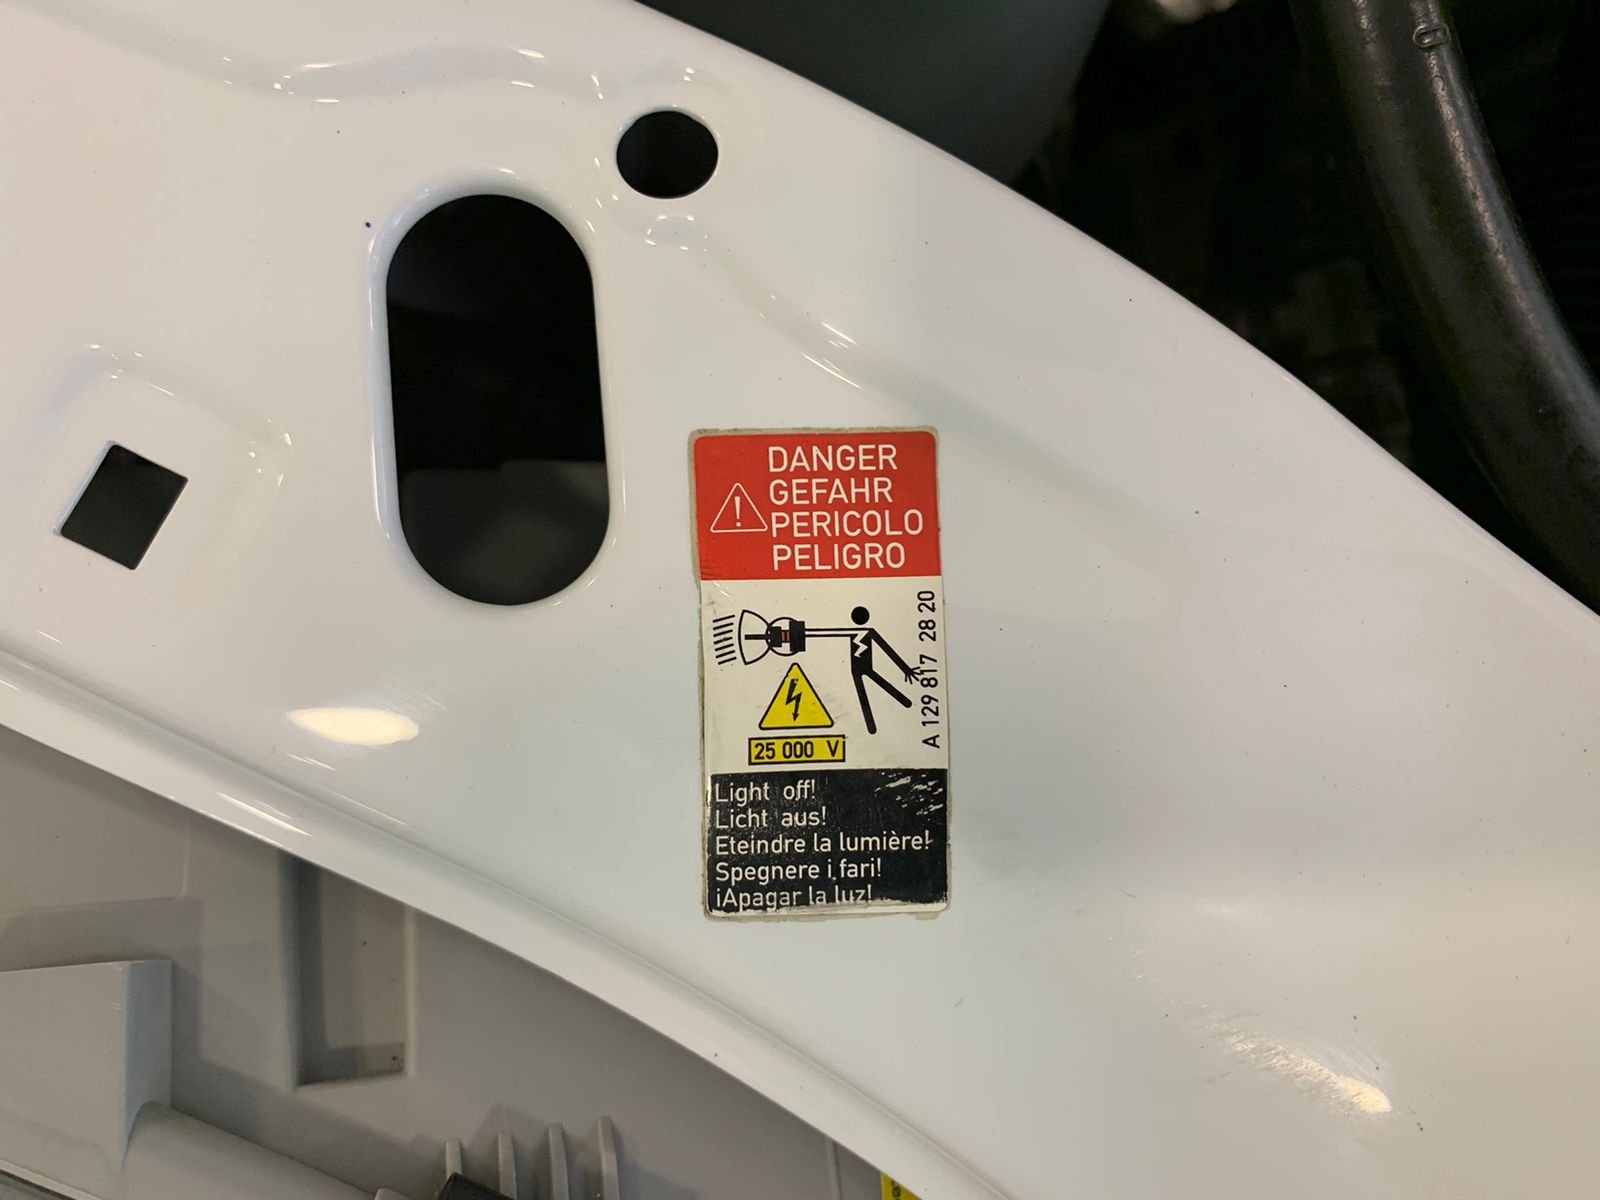 DANGER
GEFAHR
PERICOLO
PELIGRO
A 129 817 28 20
25 000 V
Light off!
Licht aus!
Eteindre la lumière!
Spegnere i fari!
¡Apagar la luz!